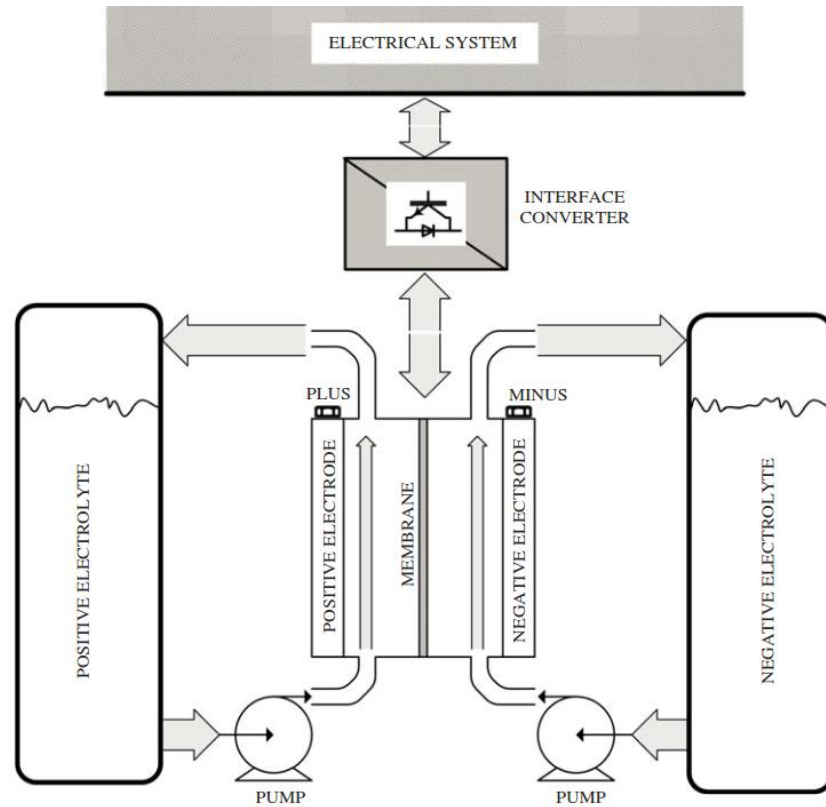 ELECTRICAL SYSTEM
INTERFACE
CONVERTER
PLUS
MINUS
POSITIVE ELECTROLYTE
POSITIVE ELECTRODE
MEMBRANE
NEGATIVE ELECTRODE
NEGATIVE ELECTROLYTE
PUMP
PUMP